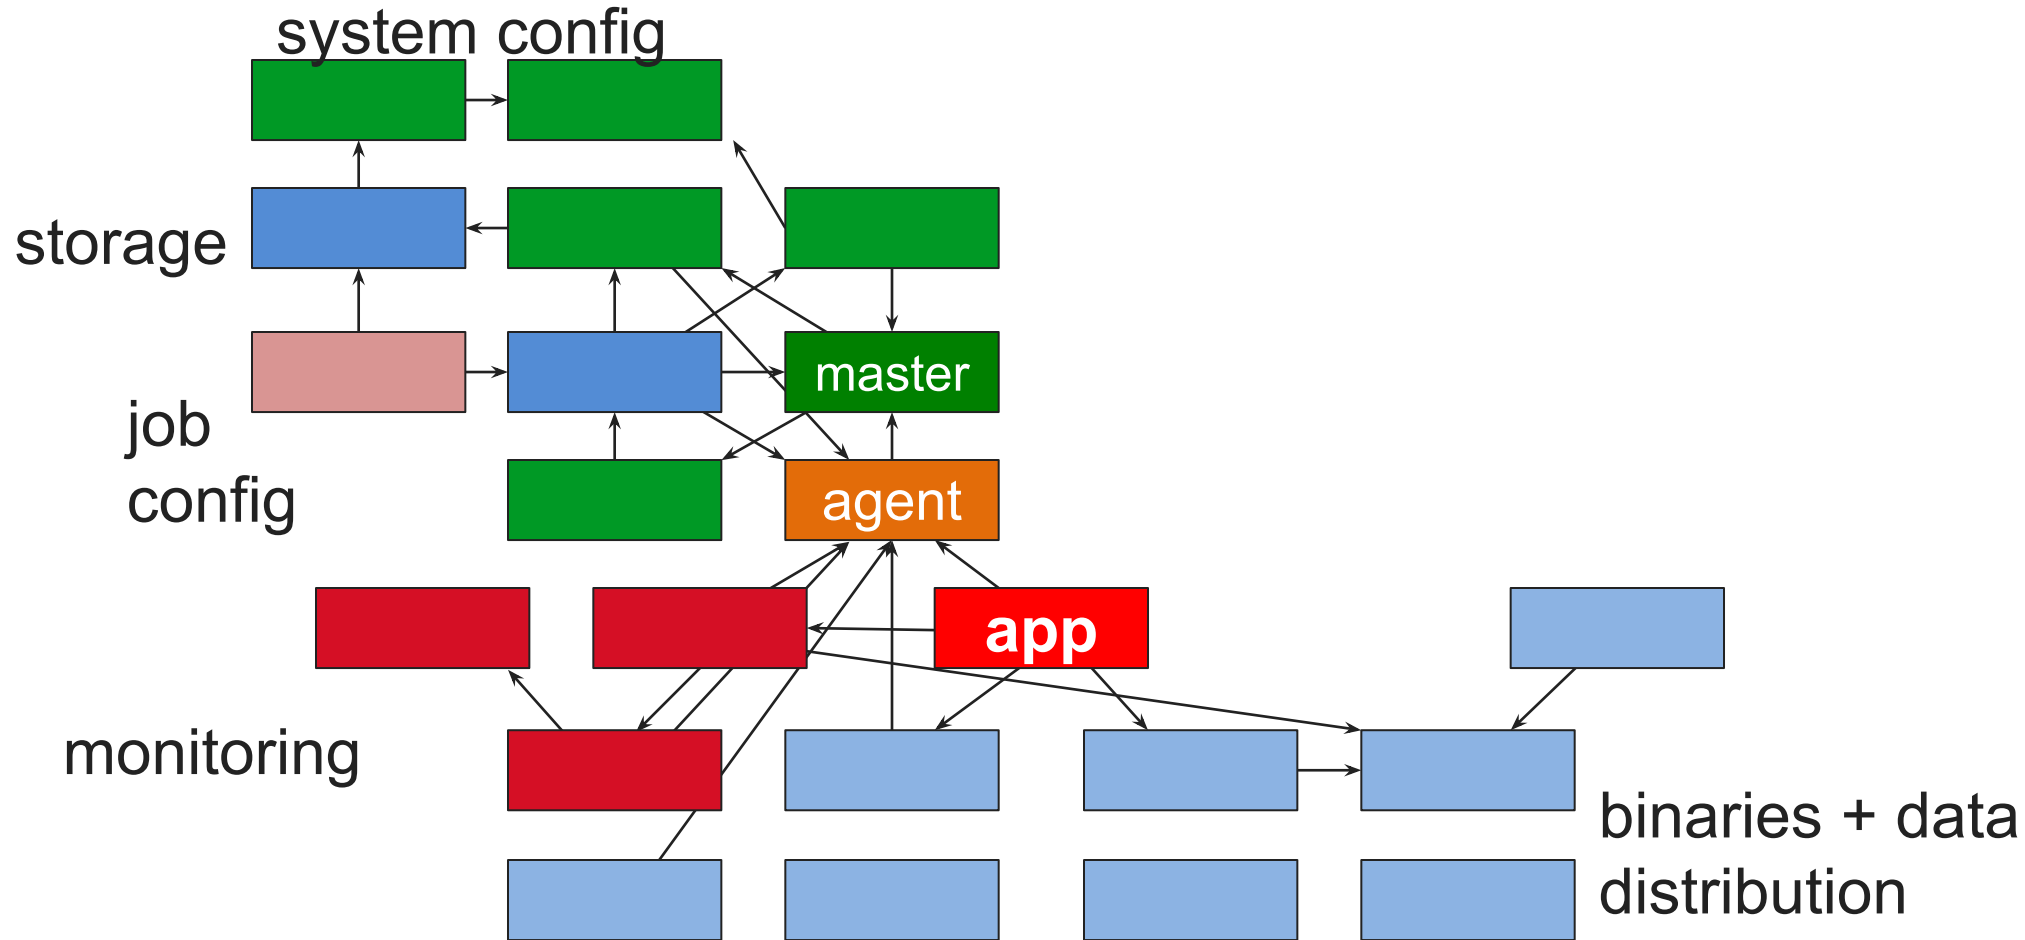 system config
storage
master
job
config
agent
app
monitoring
binaries + data
distribution